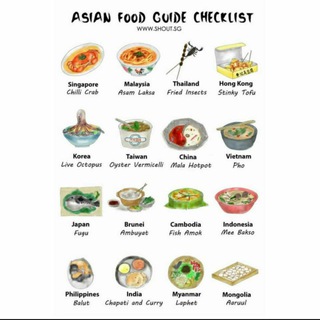 ASIAN FOOD GUIDE CHECKLIST
WWW.SHOUT.SG
Singapore
Chilli Crab
Malaysia
Asam Laksa
Thailand
Fried Insects
Hong Kong
Stinky Tofu
Korea
Live Octopus
Taiwan
Oyster Vermicelli
China
Mala Hotpot
Vietnam
Pho
Japan
Fugu
Brunei
Ambuyat
Cambodia
Fish Amok
Indonesia
Mee Bakso
Philippines
Balut
India
Chapati and Curry
Myanmar
Laphet
Mongolia
Aaruul